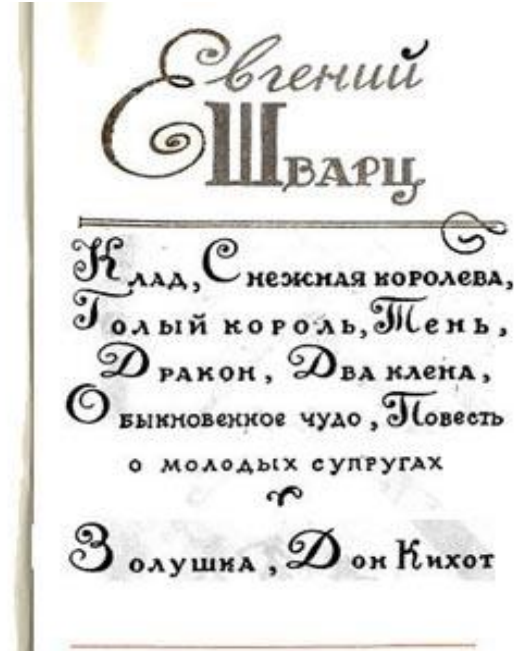 Евгений
Шварц
Клад, Снежная королева,
Голый король, Тень,
Дракон, Два клена,
Обыкновенное чудо, Повесть
о молодых супругах
Золушка, Дон Кихот